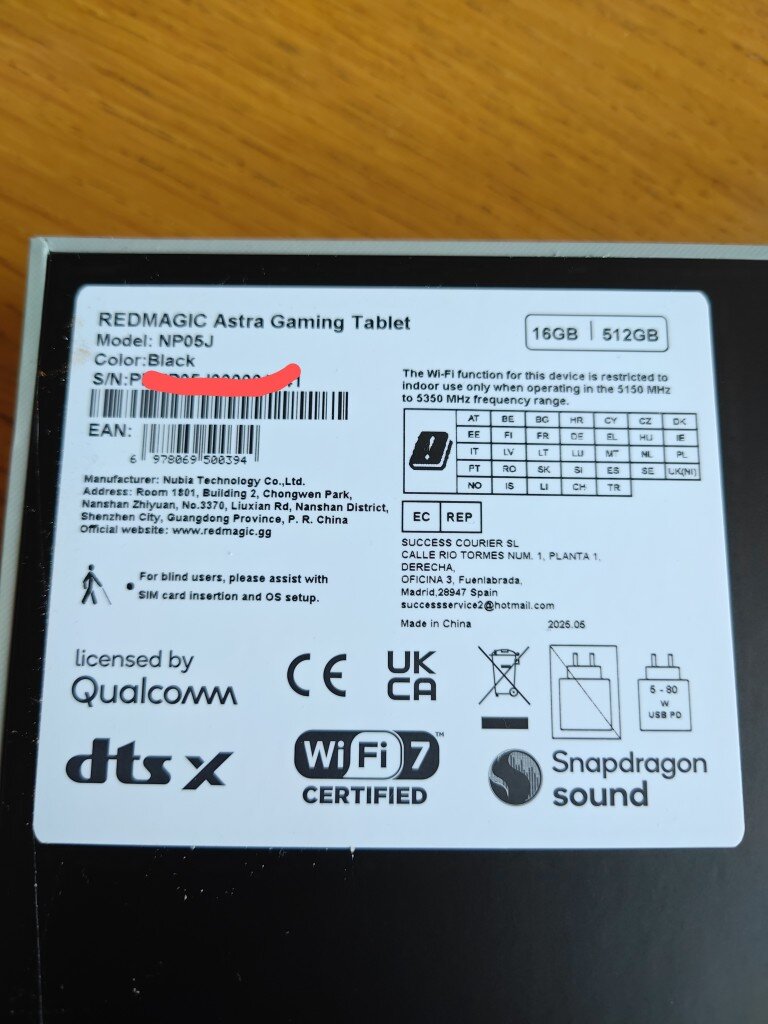 REDMAGIC Astra Gaming Tablet
16GB | 512GB
Model: NP05J
Color:Black
S/N:
EAN:
6 978069 500394
Manufacturer: Nubia Technology Co.,Ltd.
Address: Room 1801, Building 2, Chongwen Park,
Nanshan Zhiyuan, No.3370, Liuxian Rd, Nanshan District,
Shenzhen City, Guangdong Province, P. R. China
Official website: www.redmagic.gg
For blind users, please assist with
SIM card insertion and OS setup.
The Wi-Fi function for this device is restricted to
indoor use only when operating in the 5150 MHz
to 5350 MHz frequency range.
AT BE BG HR CY CZ DK
EE FI FR DE EL HU IE
IT LV LT LU MT NL PL
PT RO SK SI ES SE UK(NI)
NO IS LI CH TR
EC REP
SUCCESS COURIER SL
CALLE RIO TORMES NUM. 1, PLANTA 1,
DERECHA,
OFICINA 3, Fuenlabrada,
Madrid,28947 Spain
successservice2@hotmail.com
Made in China 2025.05
licensed by
Qualcomm
CE
UK
CA
5 - 80
W
USB PD
dts x
Wi Fi 7 ™
CERTIFIED
Snapdragon
sound